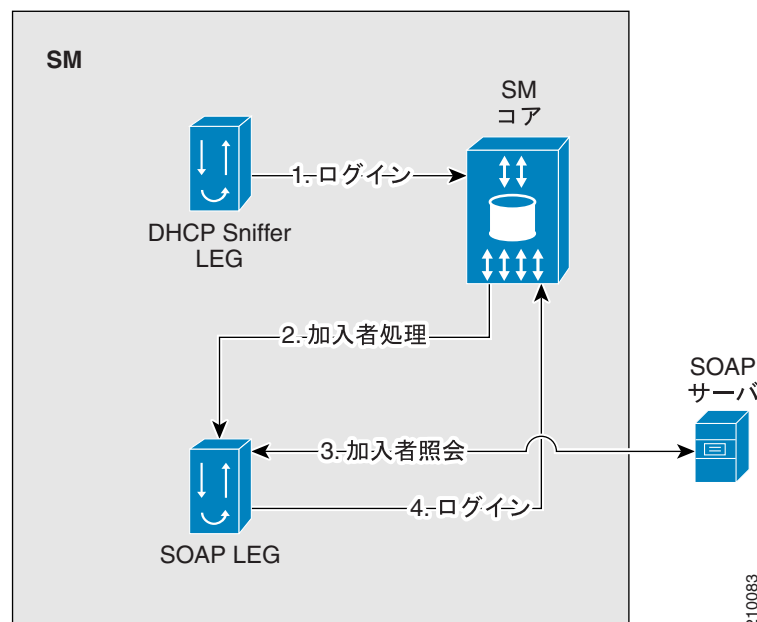 SM
SM
コア
1. ログイン
DHCP Sniffer
LEG
2. 加入者処理
SOAP
サーバ
3. 加入者照会
4. ログイン
SOAP LEG
210083